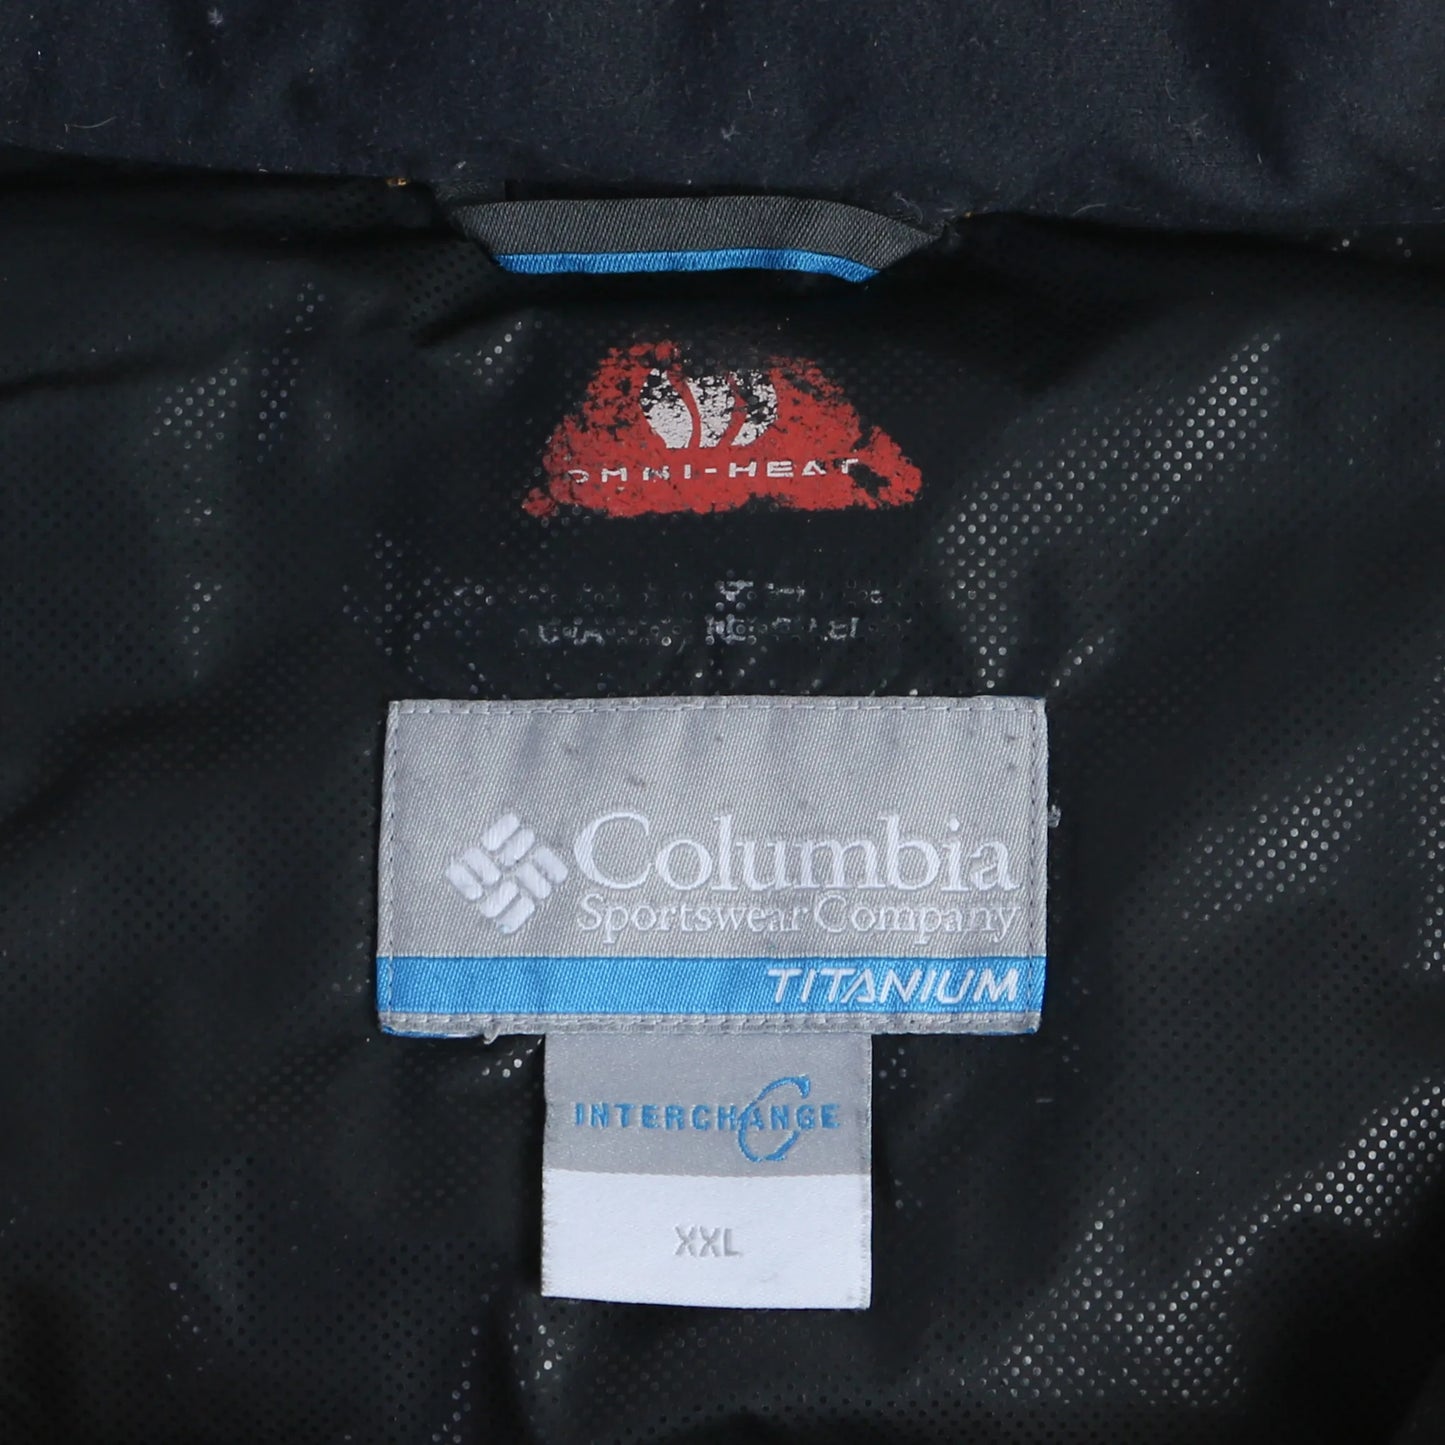 OMNI-HEAT
Columbia
Sportswear Company
TITANIUM
INTERCHANGE
XXL